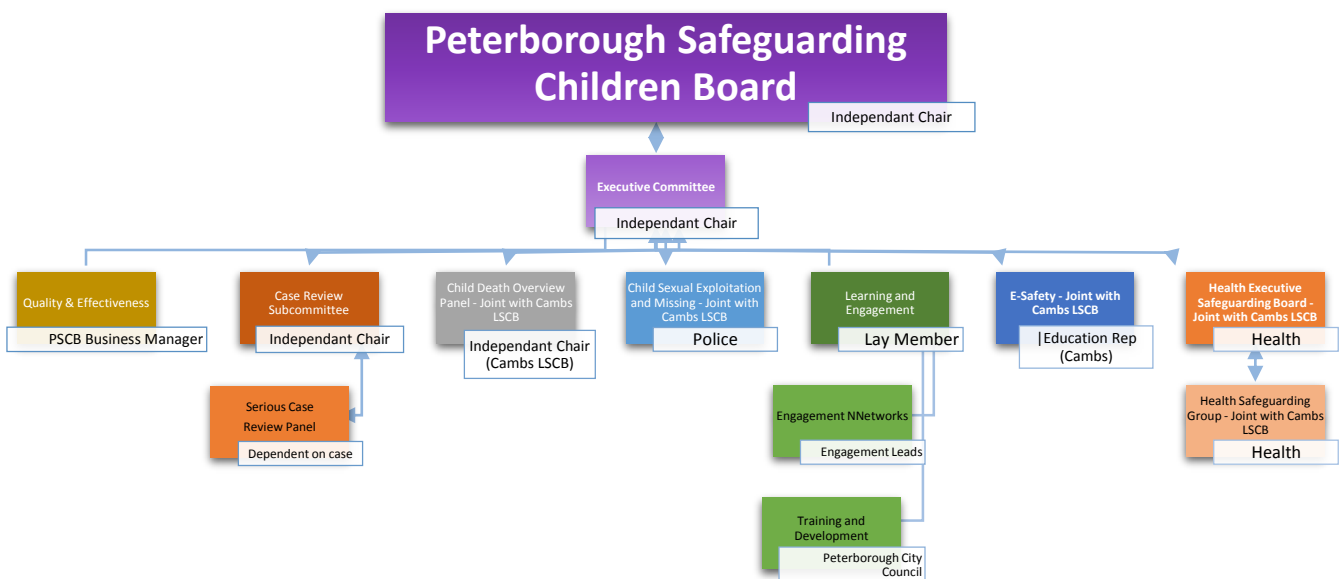 Peterborough Safeguarding
Children Board
Independant Chair
Executive Committee
Independant Chair
Quality & Effectiveness
PSCB Business Manager
Case Review
Subcommittee
Independant Chair
Child Death Overview
Panel - Joint with Cambs
LSCB
Independant Chair
(Cambs LSCB)
Child Sexual Exploitation
and Missing - Joint with
Cambs LSCB
Police
Learning and
Engagement
Lay Member
E-Safety - Joint with
Cambs LSCB
|Education Rep
(Cambs)
Health Executive
Safeguarding Board -
Joint with Cambs LSCB
Health
Serious Case
Review Panel
Dependent on case
Engagement NNetworks
Engagement Leads
Health Safeguarding
Group - Joint with Cambs
LSCB
Health
Training and
Development
Peterborough City
Council